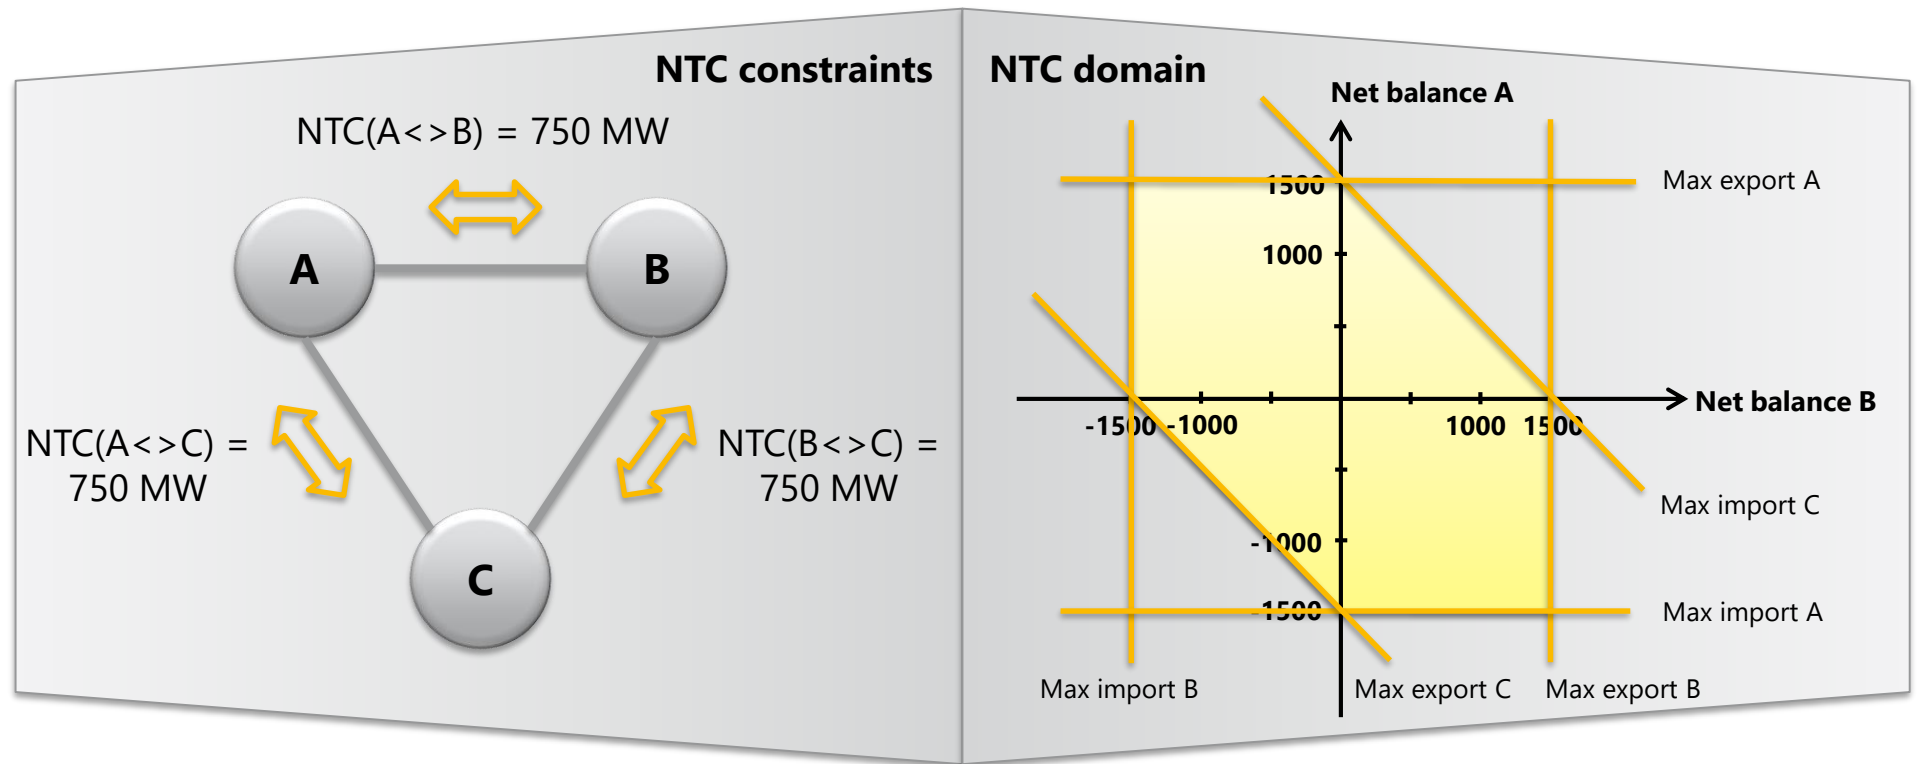 NTC constraints
NTC(A<>B) = 750 MW
A
B
NTC(A<>C) =
750 MW
NTC(B<>C) =
750 MW
C
NTC domain
Net balance A
1500
Max export A
1000
Net balance B
-1500
-1000
1000
1500
Max import C
-1000
-1500
Max import A
Max import B
Max export C
Max export B